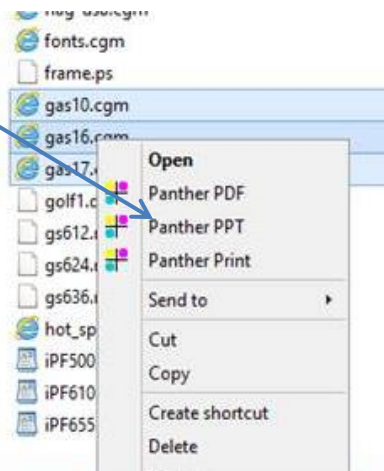 fonts.cgm
frame.ps
gas10.cgm
gas16.cgm
gas17.
golf1.c
gs612.
gs624.
gs636.
hot_sp
iPF500
iPF610
iPF655
Open
Panther PDF
Panther PPT
Panther Print
Send to
Cut
Copy
Create shortcut
Delete